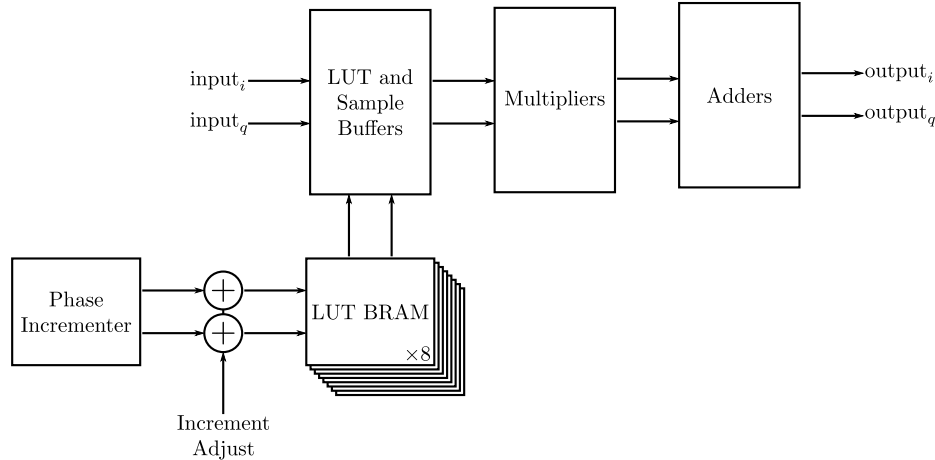 input_i
input_q
LUT and
Sample
Buffers
Multipliers
Adders
output_i
output_q
Phase
Incrementer
+
+
LUT BRAM
×8
Increment
Adjust